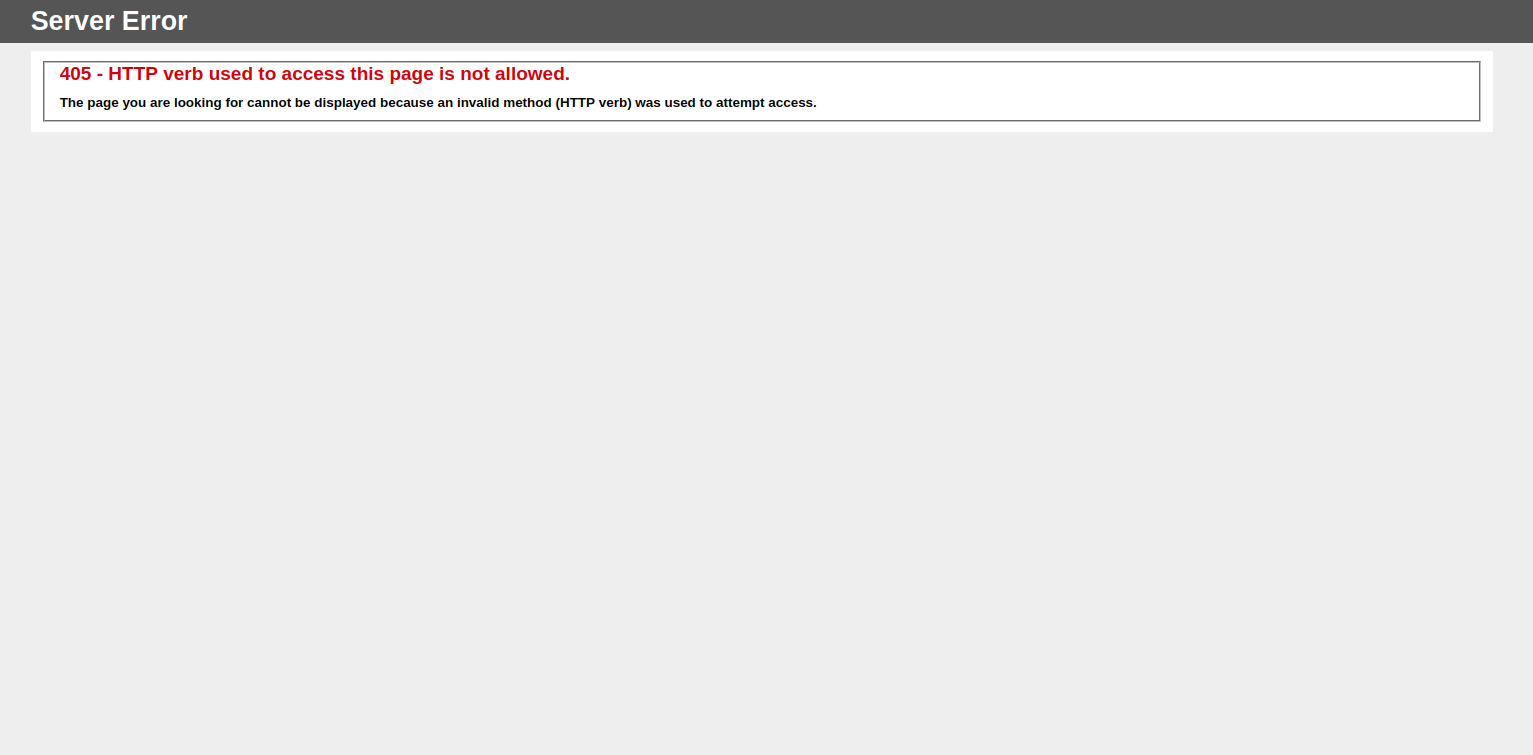 Server Error
405 - HTTP verb used to access this page is not allowed.
The page you are looking for cannot be displayed because an invalid method (HTTP verb) was used to attempt access.